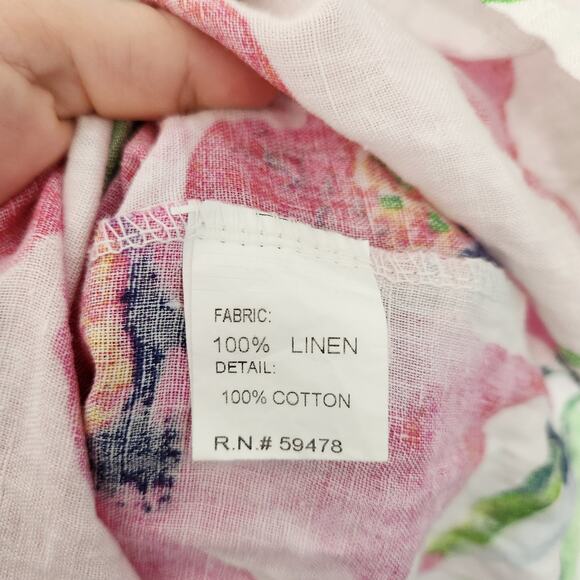 FABRIC:
100% LINEN
DETAIL:
100% COTTON
R.N.# 59478